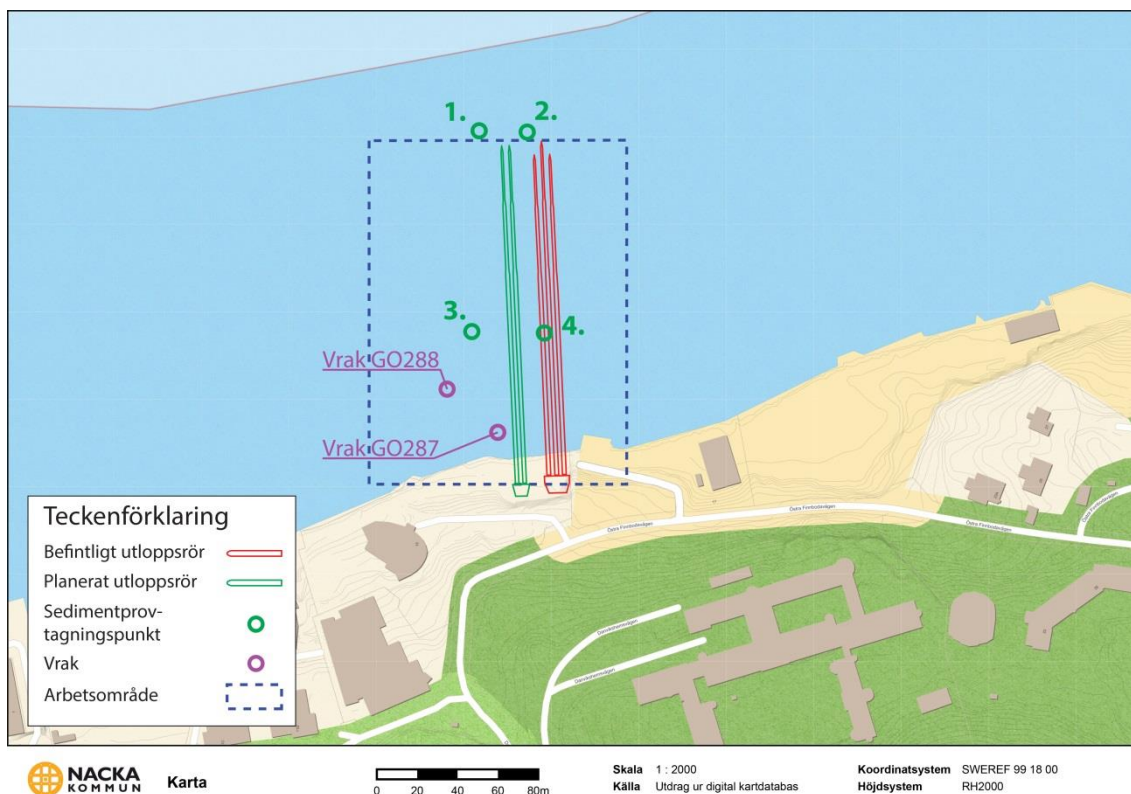 1.
2.
3.
4.
Vrak GO288
Vrak GO287
Östra Finnbodavägen
Östra Finnbodavägen
Danvikshemsvägen
Danvikshemsvägen
Teckenförklaring
Befintligt utloppsrör
Planerat utloppsrör
Sedimentprov-
tagningspunkt
Vrak
Arbetsområde
NACKA
KOMMUN
Karta
0 20 40 60 80m
Skala 1 : 2000
Källa Utdrag ur digital kartdatabas
Koordinatsystem SWEREF 99 18 00
Höjdsystem RH2000